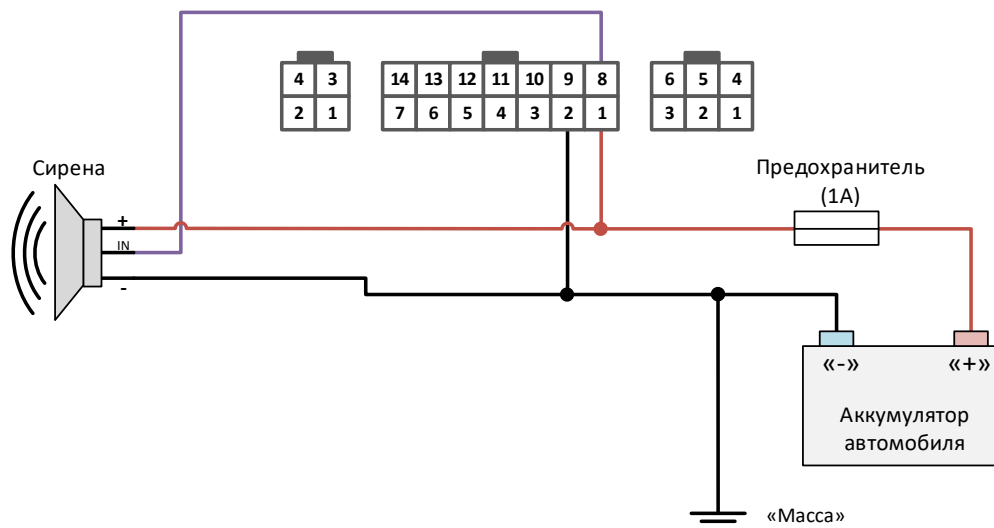 4 3
2 1
14 13 12 11 10 9 8
7 6 5 4 3 2 1
6 5 4
3 2 1
Сирена
Предохранитель
(1А)
+
IN
-
«-»
«+»
Аккумулятор
автомобиля
«Масса»